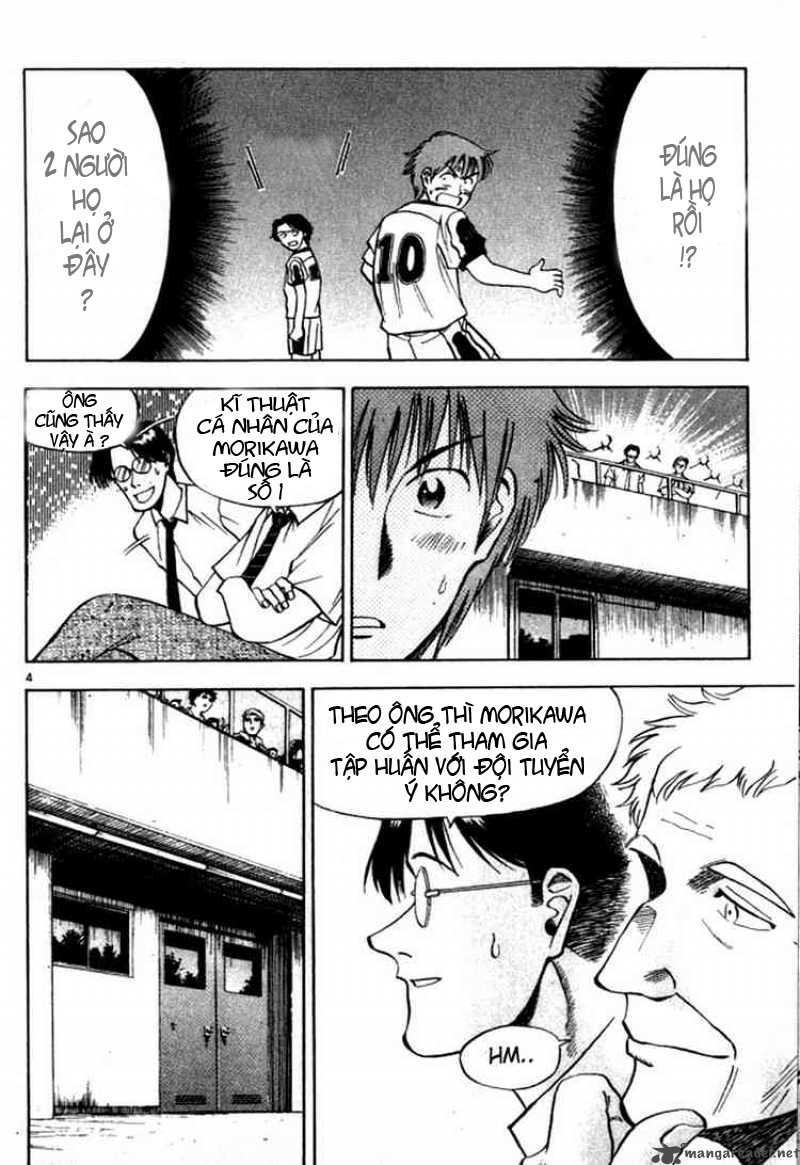 ĐÚNG
LÀ HỌ
RỒI
!?
SAO
2 NGƯỜI
HỌ
LẠI Ở
ĐÂY
?
10
KĨ THUẬT
CÁ NHÂN CỦA
MORIKAWA
ĐÚNG LÀ
SỐ 1
ÔNG
CŨNG THẤY
VẬY À ?
4
THEO ÔNG THÌ MORIKAWA
CÓ THỂ THAM GIA
TẬP HUẤN VỚI ĐỘI TUYỂN
Ý KHÔNG?
HM..
mangareader.net